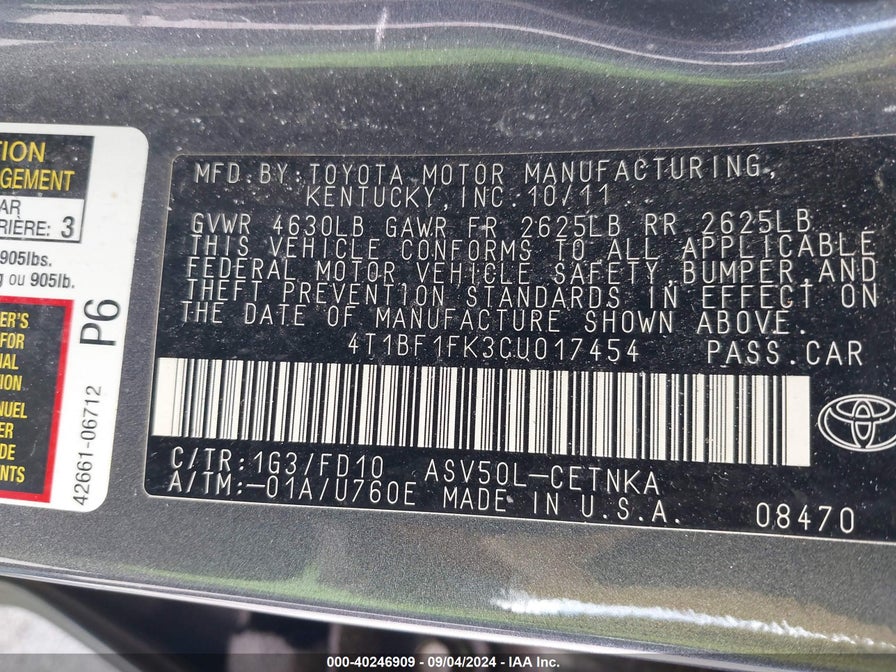 TION
GEMENT
AR
RIÈRE: 3
905lbs.
g ou 905lb.
ER'S
FOR
IAL
TION
NUEL
ER
DE
ENTS
P6
42661-06712
MFD.BY:TOYOTA MOTOR MANUFACTURING,
KENTUCKY,INC.10/11
GVWR 4630LB GAWR FR 2625LB RR 2625LB
THIS VEHICLE CONFORMS TO ALL APPLICABLE
FEDERAL MOTOR VEHICLE SAFETY,BUMPER,AND
THEFT PREVENTION STANDARDS IN EFFECT ON
THE DATE OF MANUFACTURE SHOWN ABOVE.
4T1BF1FK3CU017454 PASS.CAR
C/TR:1G3/FD10 ASV50L-CETNKA
A/TM:-01A/U760E MADE IN U.S.A. 08470
000-40246909 - 09/04/2024 - IAA Inc.